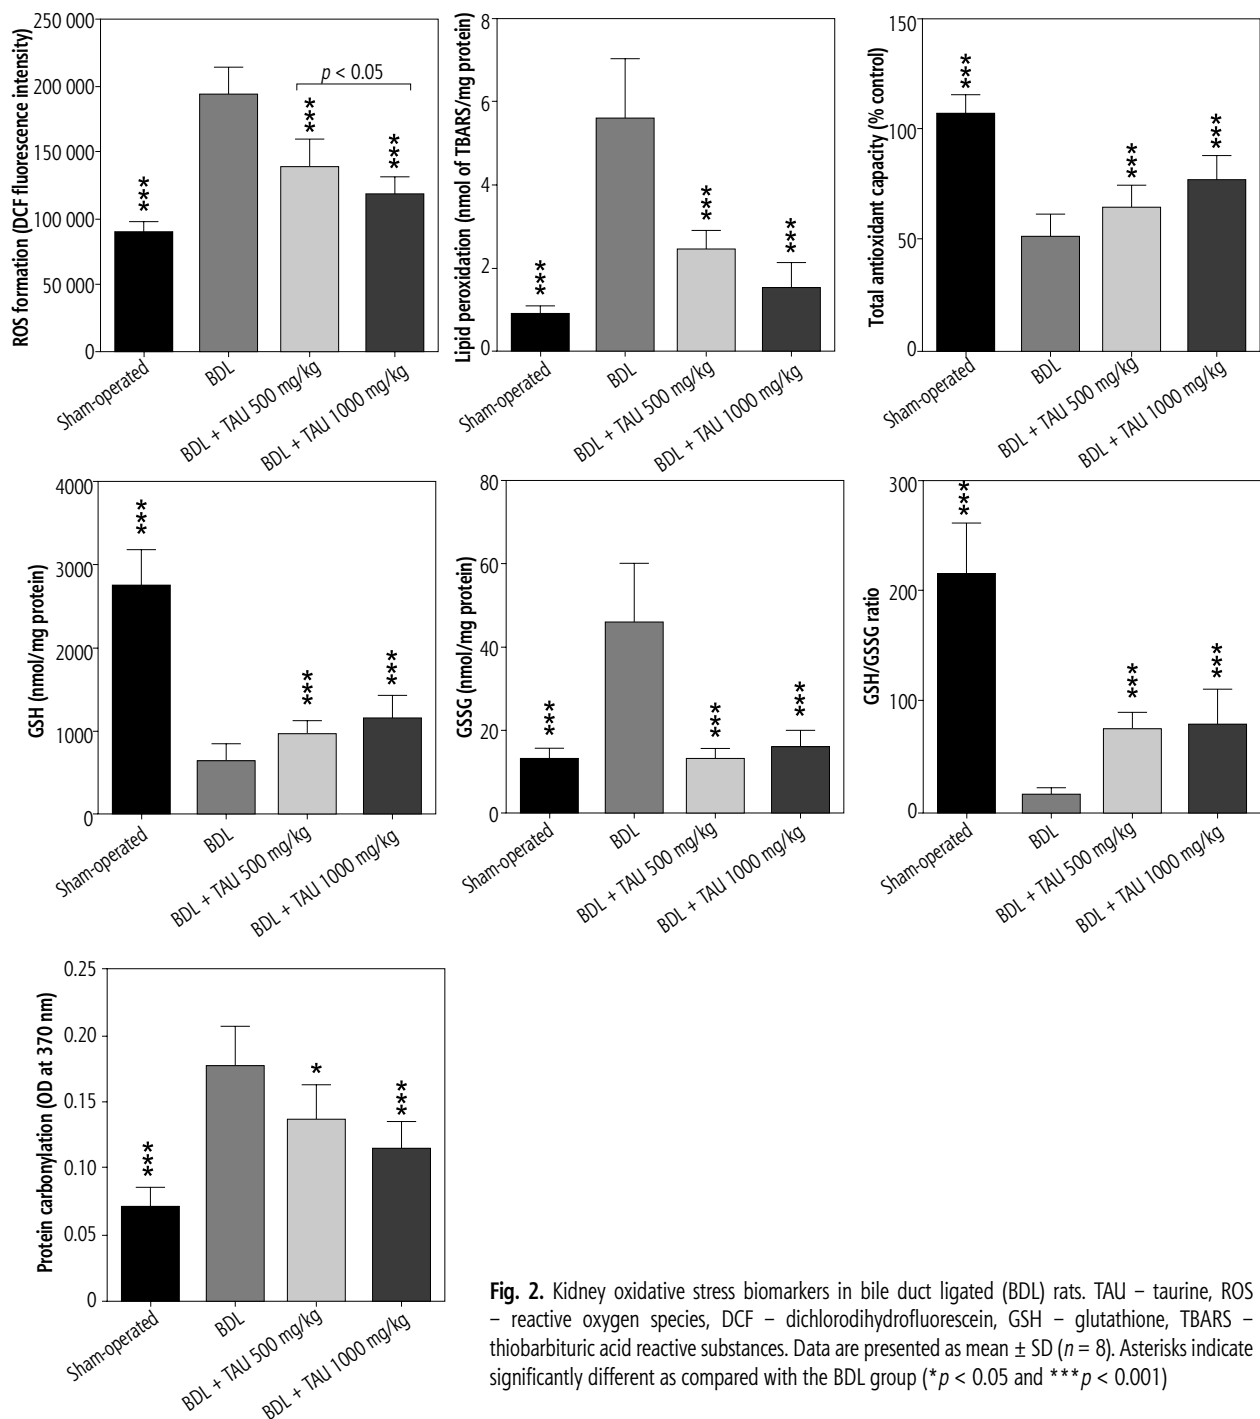 ROS formation (DCF fluorescence intensity)
250 000
200 000
150 000
100 000
50 000
0
***
***
***
p < 0.05
Sham-operated
BDL
BDL + TAU 500 mg/kg
BDL + TAU 1000 mg/kg
Lipid peroxidation (nmol of TBARS/mg protein)
8
6
4
2
0
***
***
***
Sham-operated
BDL
BDL + TAU 500 mg/kg
BDL + TAU 1000 mg/kg
Total antioxidant capacity (% control)
150
100
50
0
***
***
***
Sham-operated
BDL
BDL + TAU 500 mg/kg
BDL + TAU 1000 mg/kg
GSH (nmol/mg protein)
4000
3000
2000
1000
0
***
***
***
Sham-operated
BDL
BDL + TAU 500 mg/kg
BDL + TAU 1000 mg/kg
GSSG (nmol/mg protein)
80
60
40
20
0
***
***
***
Sham-operated
BDL
BDL + TAU 500 mg/kg
BDL + TAU 1000 mg/kg
GSH/GSSG ratio
300
200
100
0
***
***
***
Sham-operated
BDL
BDL + TAU 500 mg/kg
BDL + TAU 1000 mg/kg
Protein carbonylation (OD at 370 nm)
0.25
0.20
0.15
0.10
0.05
0
***
*
***
Sham-operated
BDL
BDL + TAU 500 mg/kg
BDL + TAU 1000 mg/kg
Fig. 2. Kidney oxidative stress biomarkers in bile duct ligated (BDL) rats. TAU – taurine, ROS
– reactive oxygen species, DCF – dichlorodihydrofluorescein, GSH – glutathione, TBARS –
thiobarbituric acid reactive substances. Data are presented as mean ± SD (n = 8). Asterisks indicate
significantly different as compared with the BDL group (*p < 0.05 and ***p < 0.001)